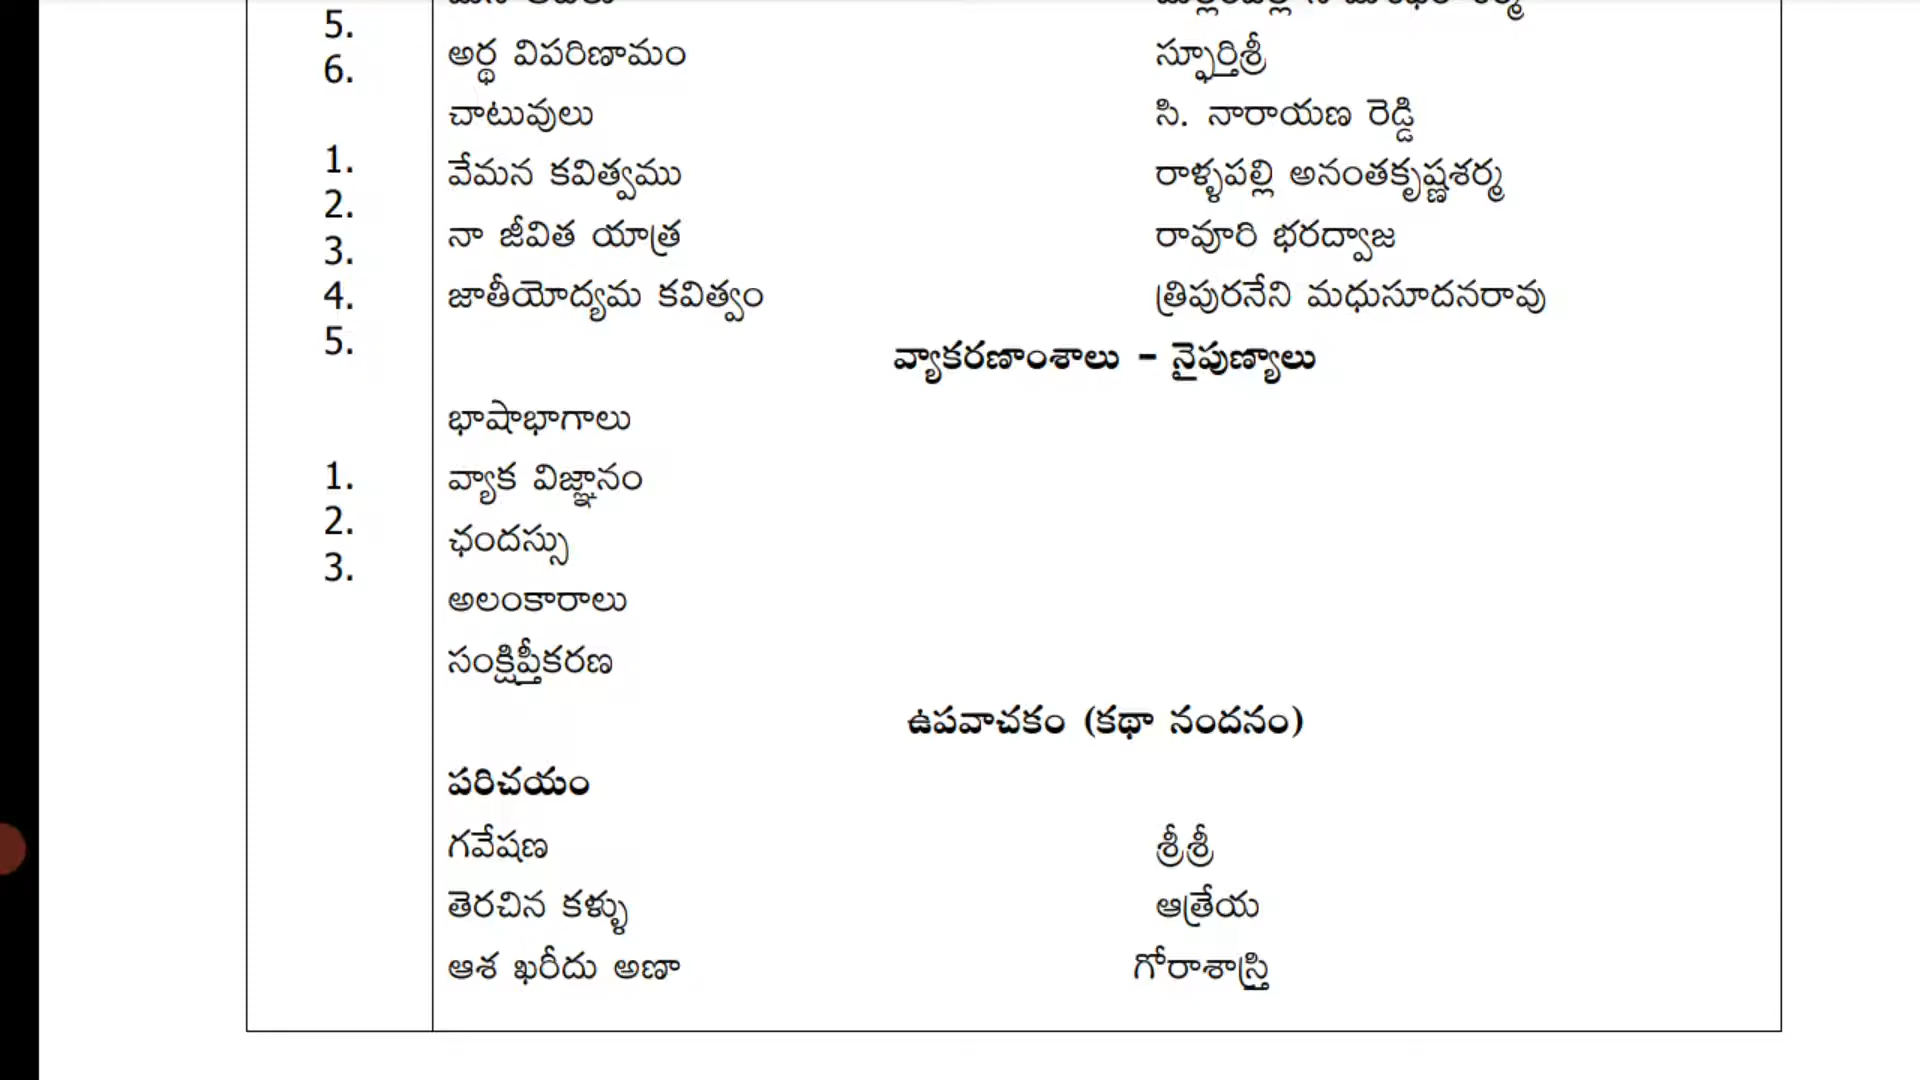 5.
6.
అర్థ విపరిణామం స్ఫూర్తిశ్రీ
చాటువులు సి. నారాయణ రెడ్డి
1. వేమన కవిత్వము రాళ్ళపల్లి అనంతకృష్ణశర్మ
2.
నా జీవిత యాత్ర రావూరి భరద్వాజ
3.
4. జాతీయోద్యమ కవిత్వం త్రిపురనేని మధుసూదనరావు
5. వ్యాకరణాంశాలు – నైపుణ్యాలు
భాషాభాగాలు
1. వ్యాక విజ్ఞానం
2.
ఛందస్సు
3.
అలంకారాలు
సంక్షిప్తీకరణ
ఉపవాచకం (కథా నందనం)
పరిచయం
గవేషణ శ్రీశ్రీ
తెరచిన కళ్ళు ఆత్రేయ
ఆశ ఖరీదు అణా గోరాశాస్త్రి